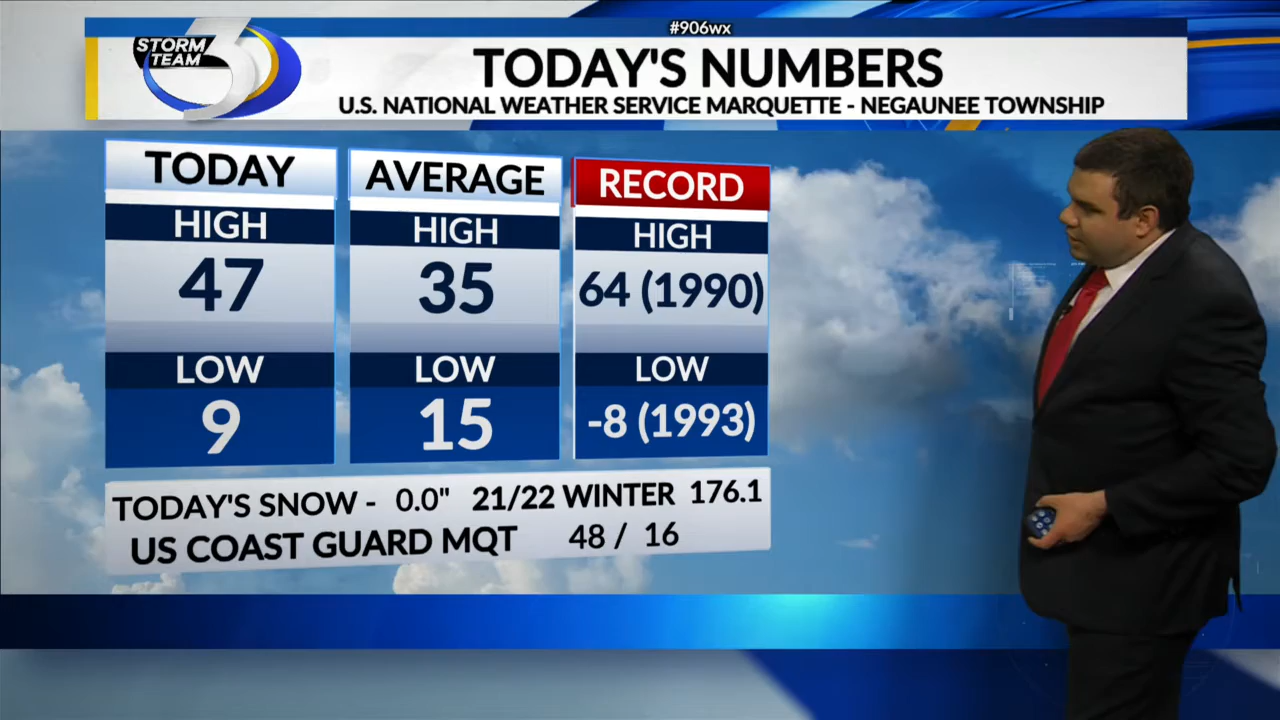 #906wx
STORM
TEAM
3
TODAY'S NUMBERS
U.S. NATIONAL WEATHER SERVICE MARQUETTE - NEGAUNEE TOWNSHIP
TODAY
HIGH
47
LOW
9
AVERAGE
HIGH
35
LOW
15
RECORD
HIGH
64 (1990)
LOW
-8 (1993)
TODAY'S SNOW - 0.0" 21/22 WINTER 176.1
US COAST GUARD MQT 48 / 16